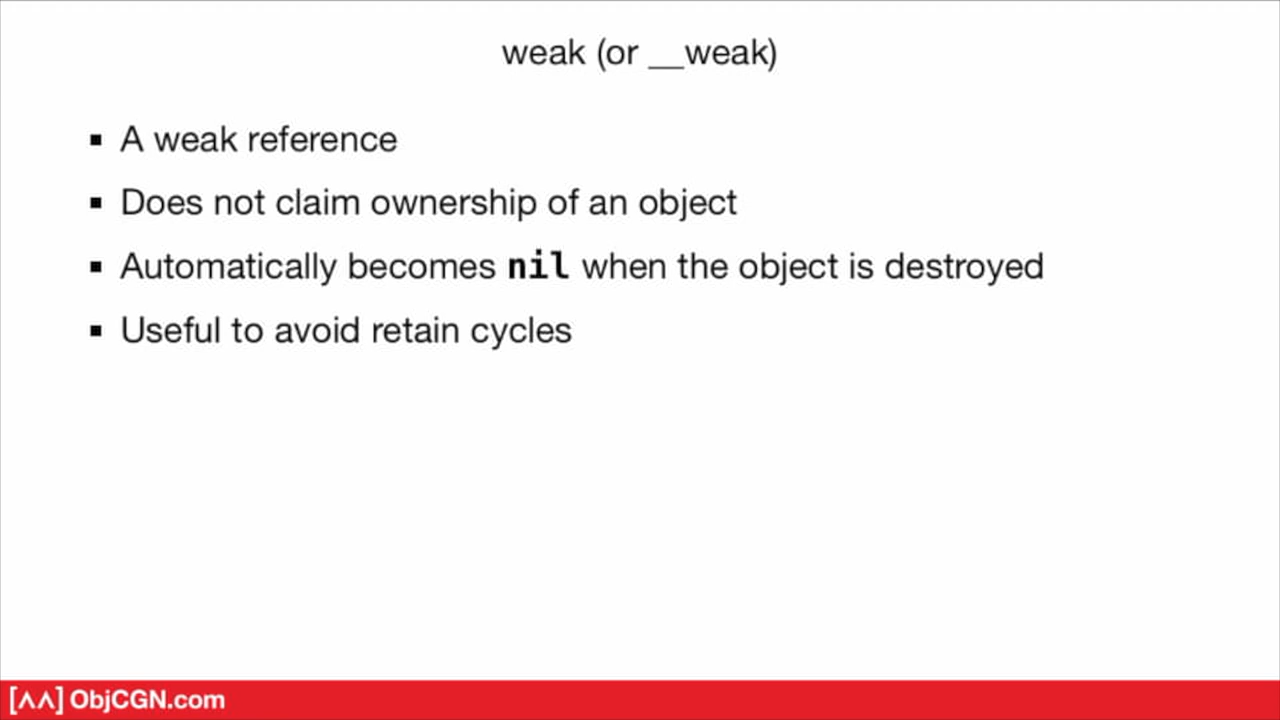 weak (or __weak)
▪ A weak reference
▪ Does not claim ownership of an object
▪ Automatically becomes nil when the object is destroyed
▪ Useful to avoid retain cycles
[ʌʌ] ObjCGN.com